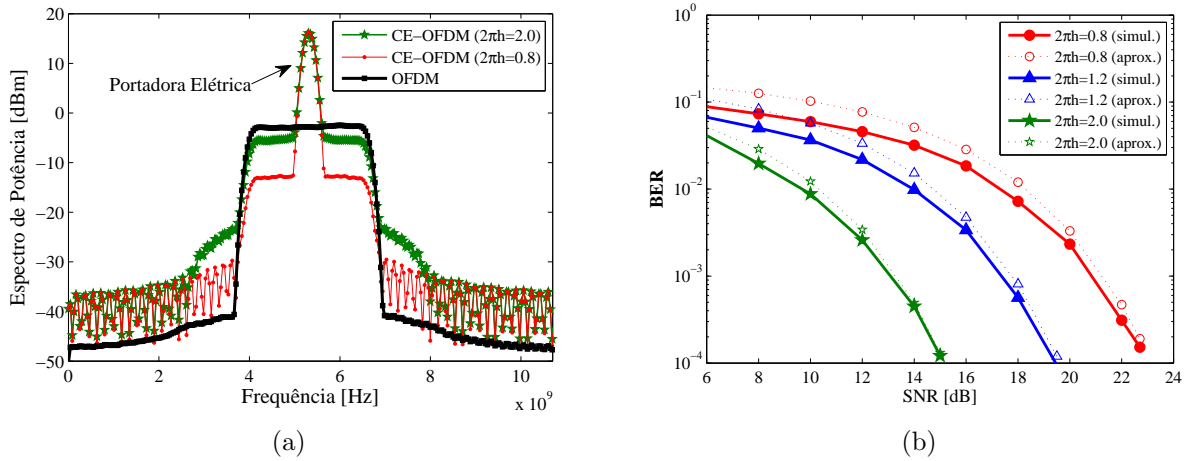 Espectro de Potência [dBm]
10
0
−10
−20
−30
−40
−50
0
2
4
6
8
10
x 10^9
Frequência [Hz]
Portadora Elétrica
CE−OFDM (2πh=2.0)
CE−OFDM (2πh=0.8)
OFDM
(a)
BER
10^0
10^−1
10^−2
10^−3
10^−4
6
8
10
12
14
16
18
20
22
24
SNR [dB]
2πh=0.8 (simul.)
2πh=0.8 (aprox.)
2πh=1.2 (simul.)
2πh=1.2 (aprox.)
2πh=2.0 (simul.)
2πh=2.0 (aprox.)
(b)